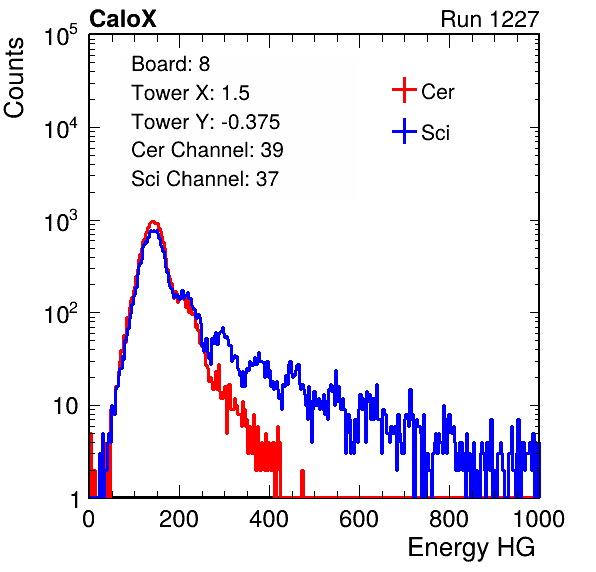 CaloX Run 1227
Counts
10^5
10^4
10^3
10^2
10
1
Board: 8
Tower X: 1.5
Tower Y: -0.375
Cer Channel: 39
Sci Channel: 37
Cer
Sci
0 200 400 600 800 1000
Energy HG